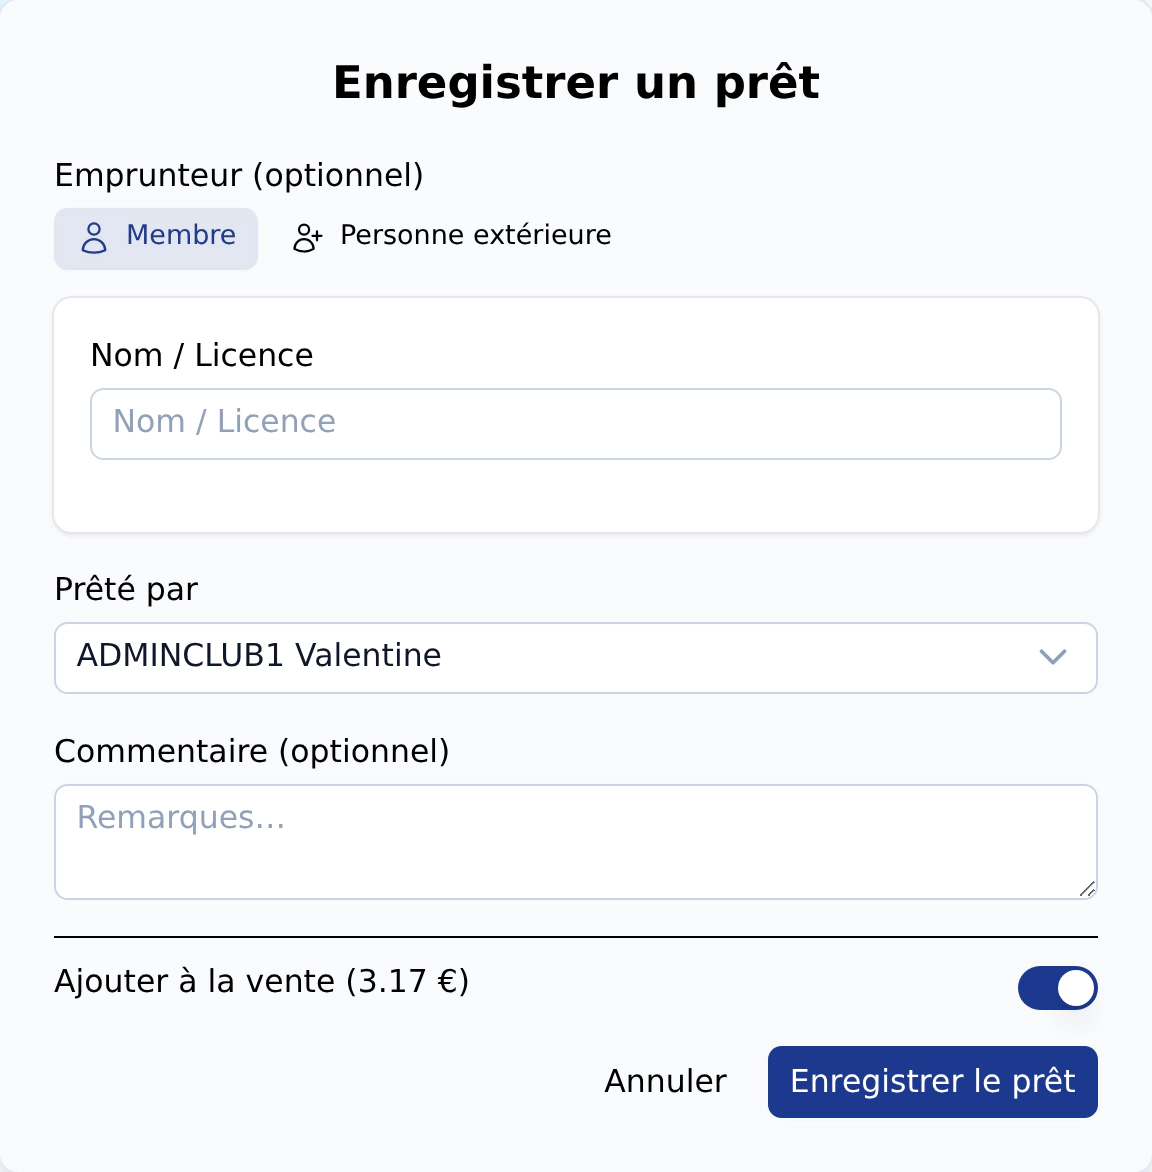 Enregistrer un prêt
Emprunteur (optionnel)
Membre
Personne extérieure
Nom / Licence
Nom / Licence
Prêté par
ADMINCLUB1 Valentine
Commentaire (optionnel)
Remarques...
Ajouter à la vente (3.17 €)
Annuler
Enregistrer le prêt